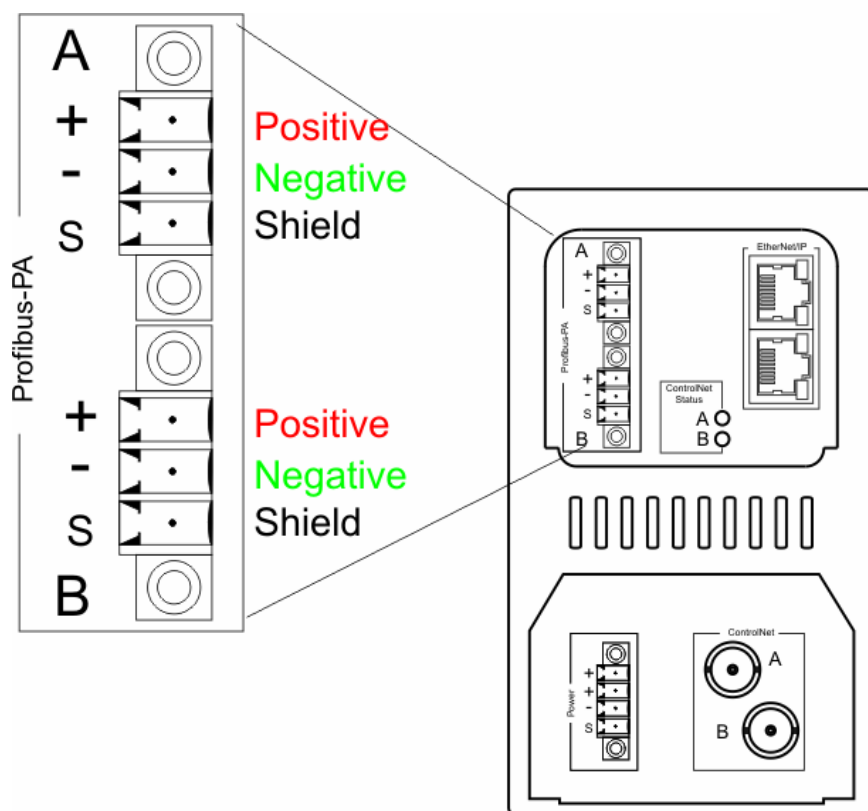 A
+ Positive
- Negative
S Shield
Profibus-PA
+ Positive
- Negative
S Shield
B
A
+
-
S
Profibus-PA
+
-
S
B
EtherNet/IP
ControlNet
Status
A
B
Power
+
+
-
S
ControlNet
A
B